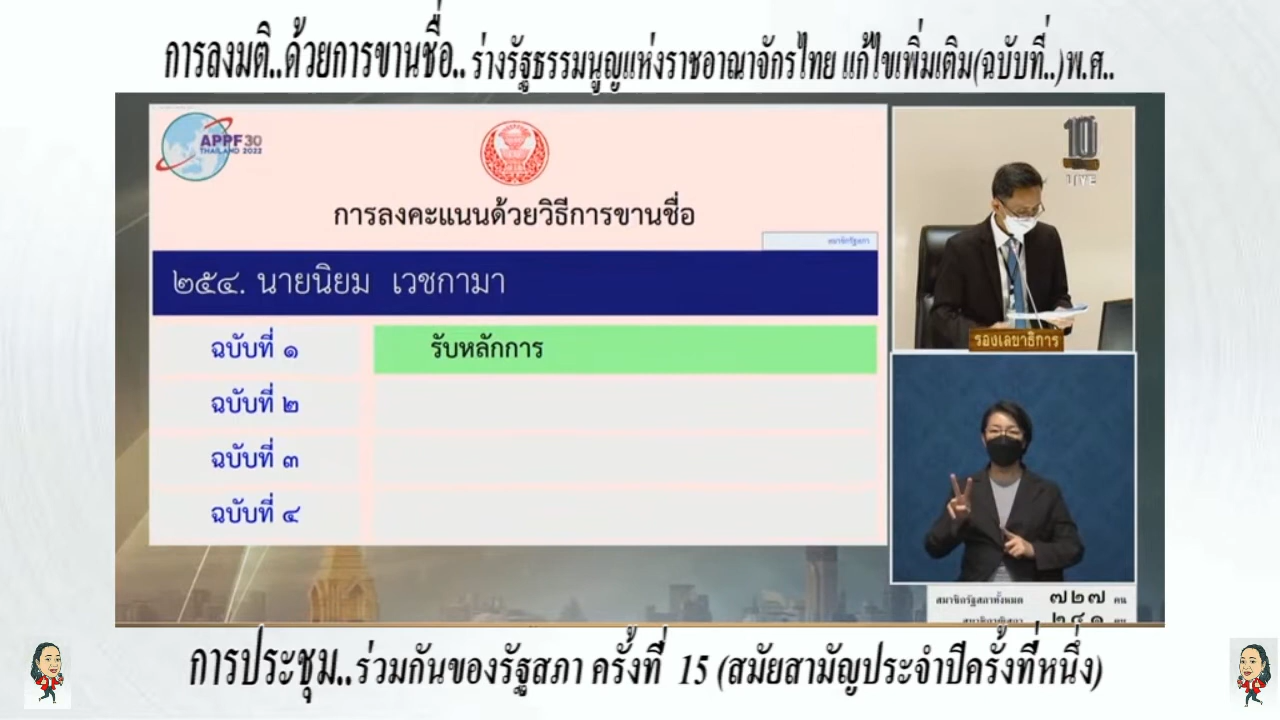 การลงมติ..ด้วยการขานชื่อ.. ร่างรัฐธรรมนูญแห่งราชอาณาจักรไทย แก้ไขเพิ่มเติม(ฉบับที่..)พ.ศ..
APPF30
THAILAND 2022
10
LIVE
การลงคะแนนด้วยวิธีการขานชื่อ
สมาชิกรัฐสภา
๒๕๔. นายนิยม เวชกามา
ฉบับที่ ๑ รับหลักการ
ฉบับที่ ๒
ฉบับที่ ๓
ฉบับที่ ๔
รองเลขาธิการ
สมาชิกรัฐสภาทั้งหมด ๗๒๗ คน
การประชุม..ร่วมกันของรัฐสภา ครั้งที่ 15 (สมัยสามัญประจำปีครั้งที่หนึ่ง)